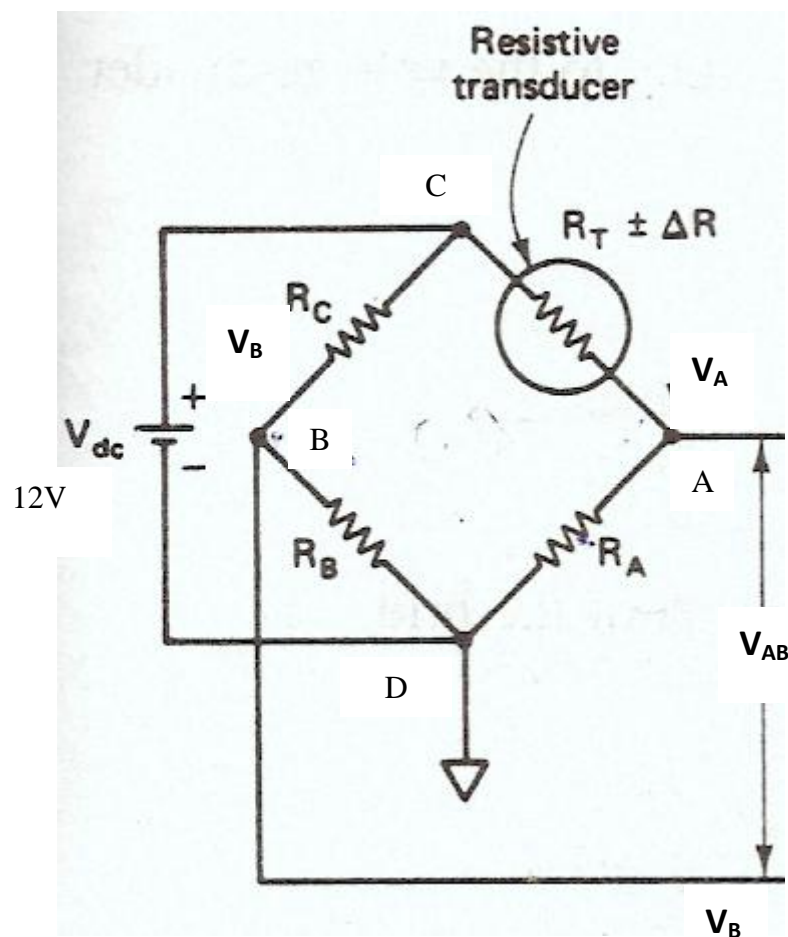 Resistive
transducer
C
R_T ± ΔR
R_C
V_B
V_A
+
V_dc
B
−
A
12V
R_B
R_A
V_AB
D
V_B